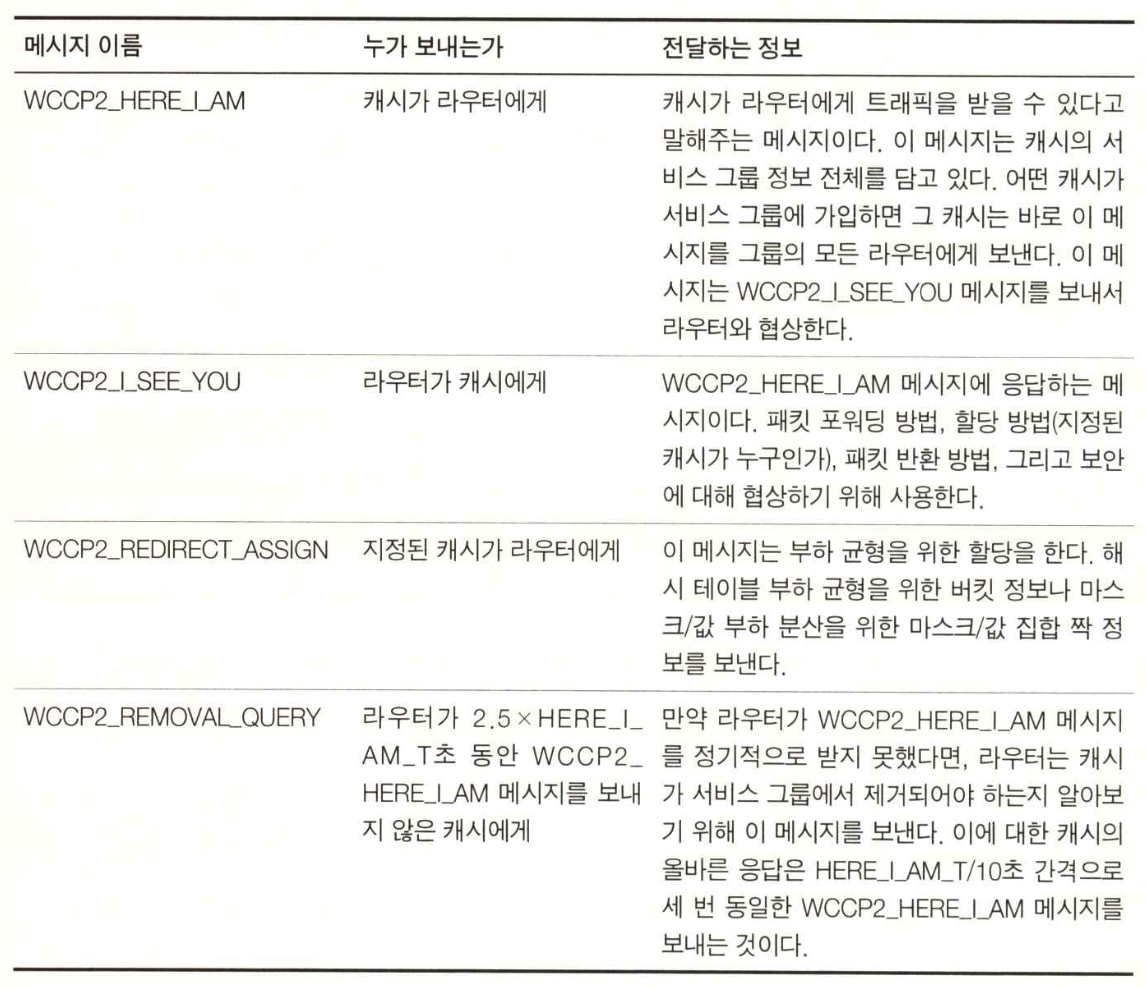 메시지 이름 누가 보내는가 전달하는 정보
WCCP2_HERE_I_AM 캐시가 라우터에게 캐시가 라우터에게 트래픽을 받을 수 있다고
말해주는 메시지이다. 이 메시지는 캐시의 서
비스 그룹 정보 전체를 담고 있다. 어떤 캐시가
서비스 그룹에 가입하면 그 캐시는 바로 이 메
시지를 그룹의 모든 라우터에게 보낸다. 이 메
시지는 WCCP2_I_SEE_YOU 메시지를 보내서
라우터와 협상한다.
WCCP2_I_SEE_YOU 라우터가 캐시에게 WCCP2_HERE_I_AM 메시지에 응답하는 메
시지이다. 패킷 포워딩 방법, 할당 방법(지정된
캐시가 누구인가), 패킷 반환 방법, 그리고 보안
에 대해 협상하기 위해 사용한다.
WCCP2_REDIRECT_ASSIGN 지정된 캐시가 라우터에게 이 메시지는 부하 균형을 위한 할당을 한다. 해
시 테이블 부하 균형을 위한 버킷 정보나 마스
크/값 부하 분산을 위한 마스크/값 집합 짝 정
보를 보낸다.
WCCP2_REMOVAL_QUERY 라우터가 2.5×HERE_I_ 만약 라우터가 WCCP2_HERE_I_AM 메시지
AM_T초 동안 WCCP2_ 를 정기적으로 받지 못했다면, 라우터는 캐시
HERE_I_AM 메시지를 보내 가 서비스 그룹에서 제거되어야 하는지 알아보
지 않은 캐시에게 기 위해 이 메시지를 보낸다. 이에 대한 캐시의
올바른 응답은 HERE_I_AM_T/10초 간격으로
세 번 동일한 WCCP2_HERE_I_AM 메시지를
보내는 것이다.